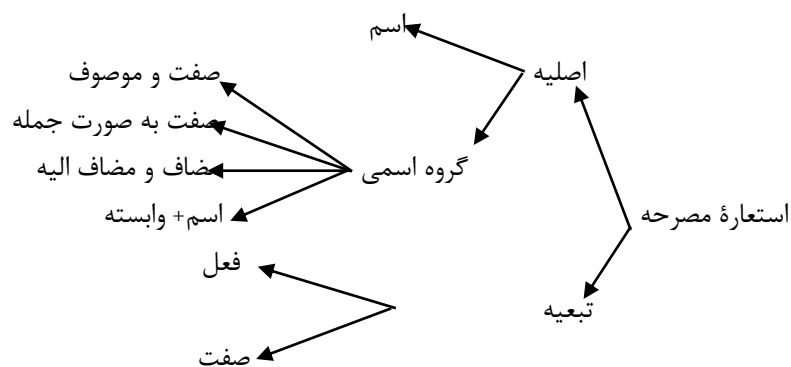 اسم
صفت و موصوف
اصلیه
صفت به صورت جمله
مضاف و مضاف الیه
گروه اسمی
اسم+ وابسته
استعارۀ مصرحه
فعل
تبعیه
صفت